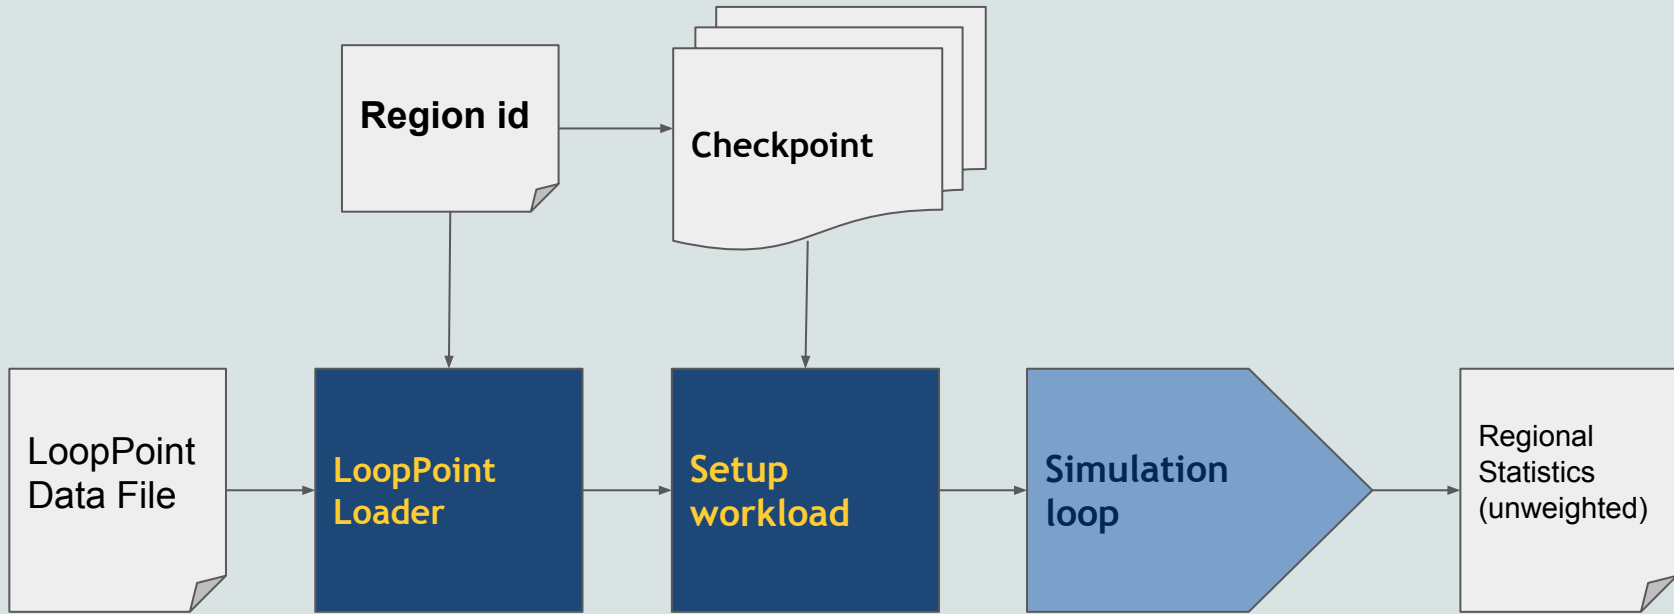 Region id
Checkpoint
LoopPoint
Data File
LoopPoint
Loader
Setup
workload
Simulation
loop
Regional
Statistics
(unweighted)